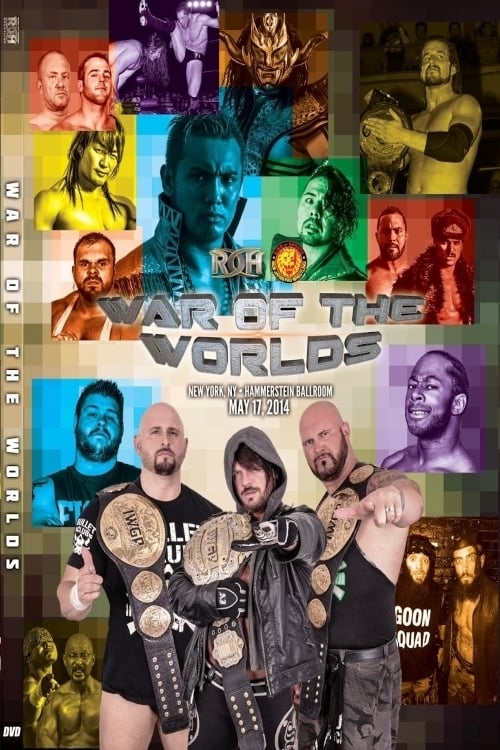 ROH
WAR OF THE WORLDS
ROH
WAR OF THE
WORLDS
NEW YORK, NY • HAMMERSTEIN BALLROOM
MAY 17, 2014
IWGP
GOON
SQUAD
DVD